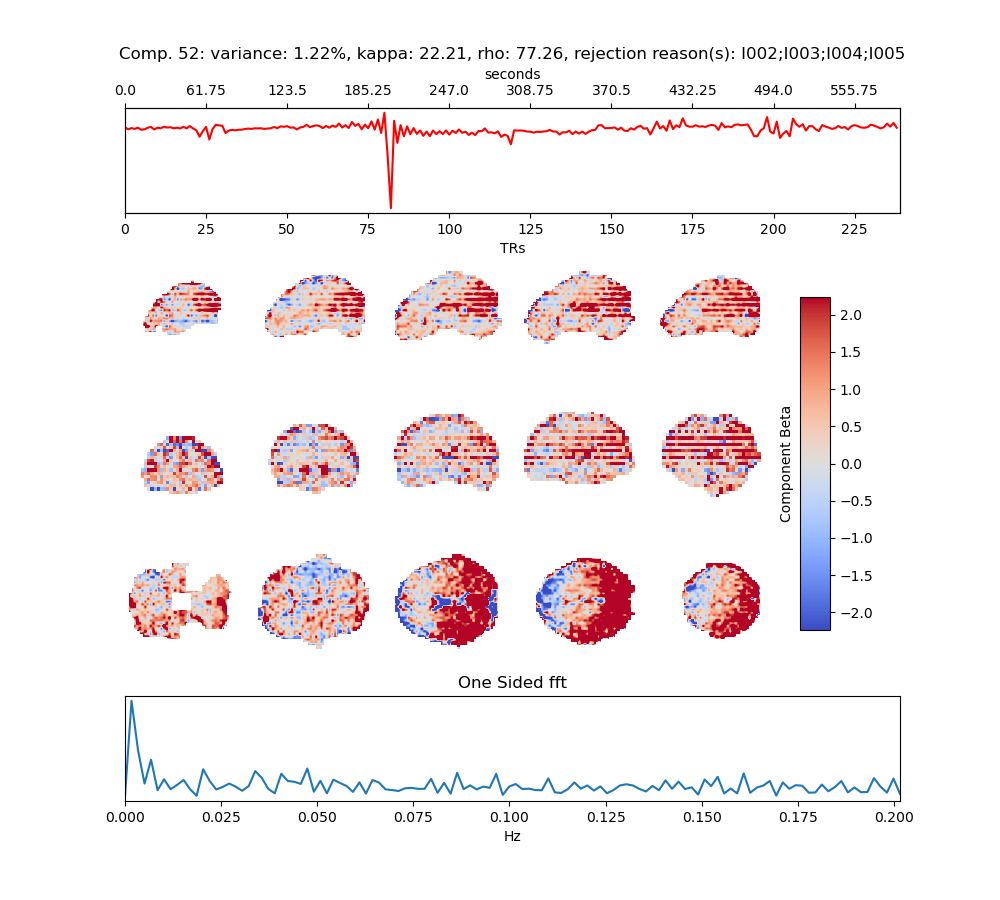 Comp. 52: variance: 1.22%, kappa: 22.21, rho: 77.26, rejection reason(s): I002;I003;I004;I005
seconds
0.0 61.75 123.5 185.25 247.0 308.75 370.5 432.25 494.0 555.75
0 25 50 75 100 125 150 175 200 225
TRs
2.0
1.5
1.0
0.5
0.0
−0.5
−1.0
−1.5
−2.0
Component Beta
One Sided fft
0.000 0.025 0.050 0.075 0.100 0.125 0.150 0.175 0.200
Hz